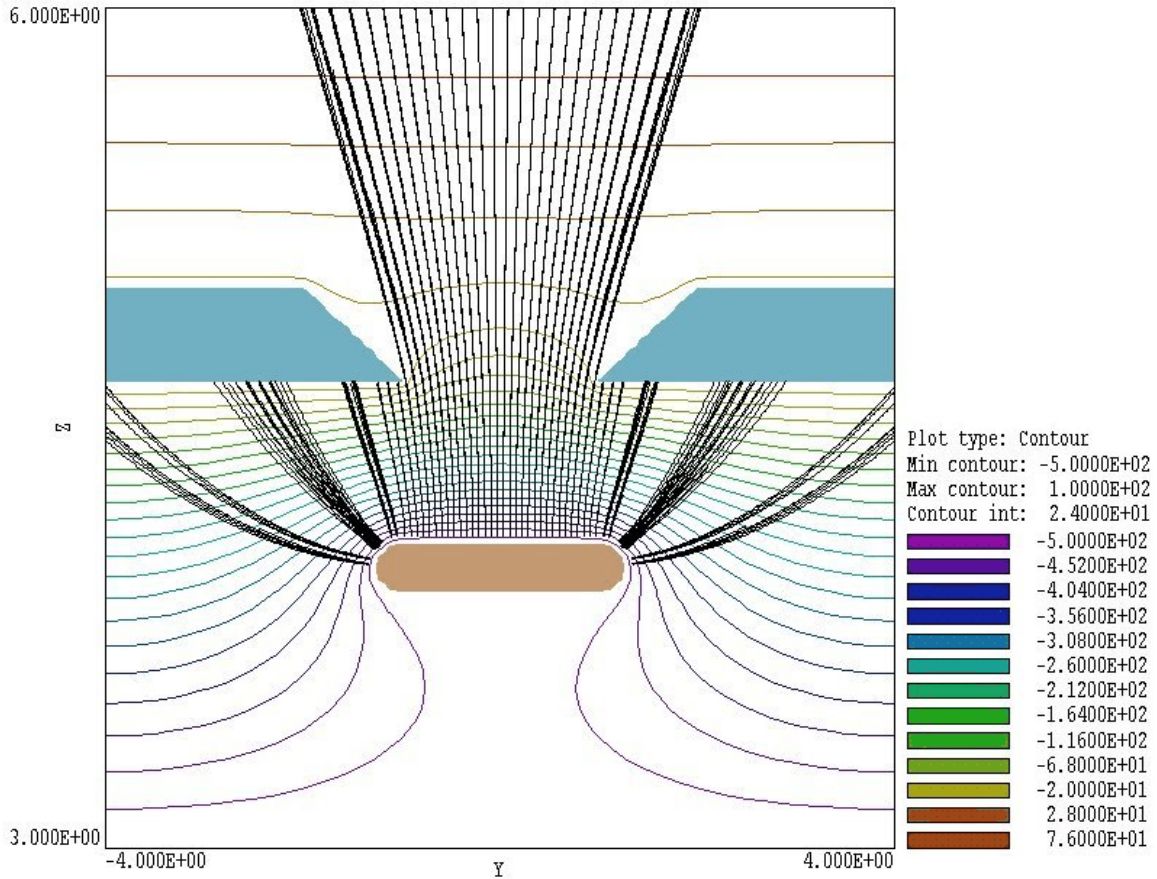 6.000E+00
Z
Plot type: Contour
Min contour: -5.0000E+02
Max contour: 1.0000E+02
Contour int: 2.4000E+01
-5.0000E+02
-4.5200E+02
-4.0400E+02
-3.5600E+02
-3.0800E+02
-2.6000E+02
-2.1200E+02
-1.6400E+02
-1.1600E+02
-6.8000E+01
-2.0000E+01
2.8000E+01
7.6000E+01
3.000E+00
-4.000E+00
Y
4.000E+00